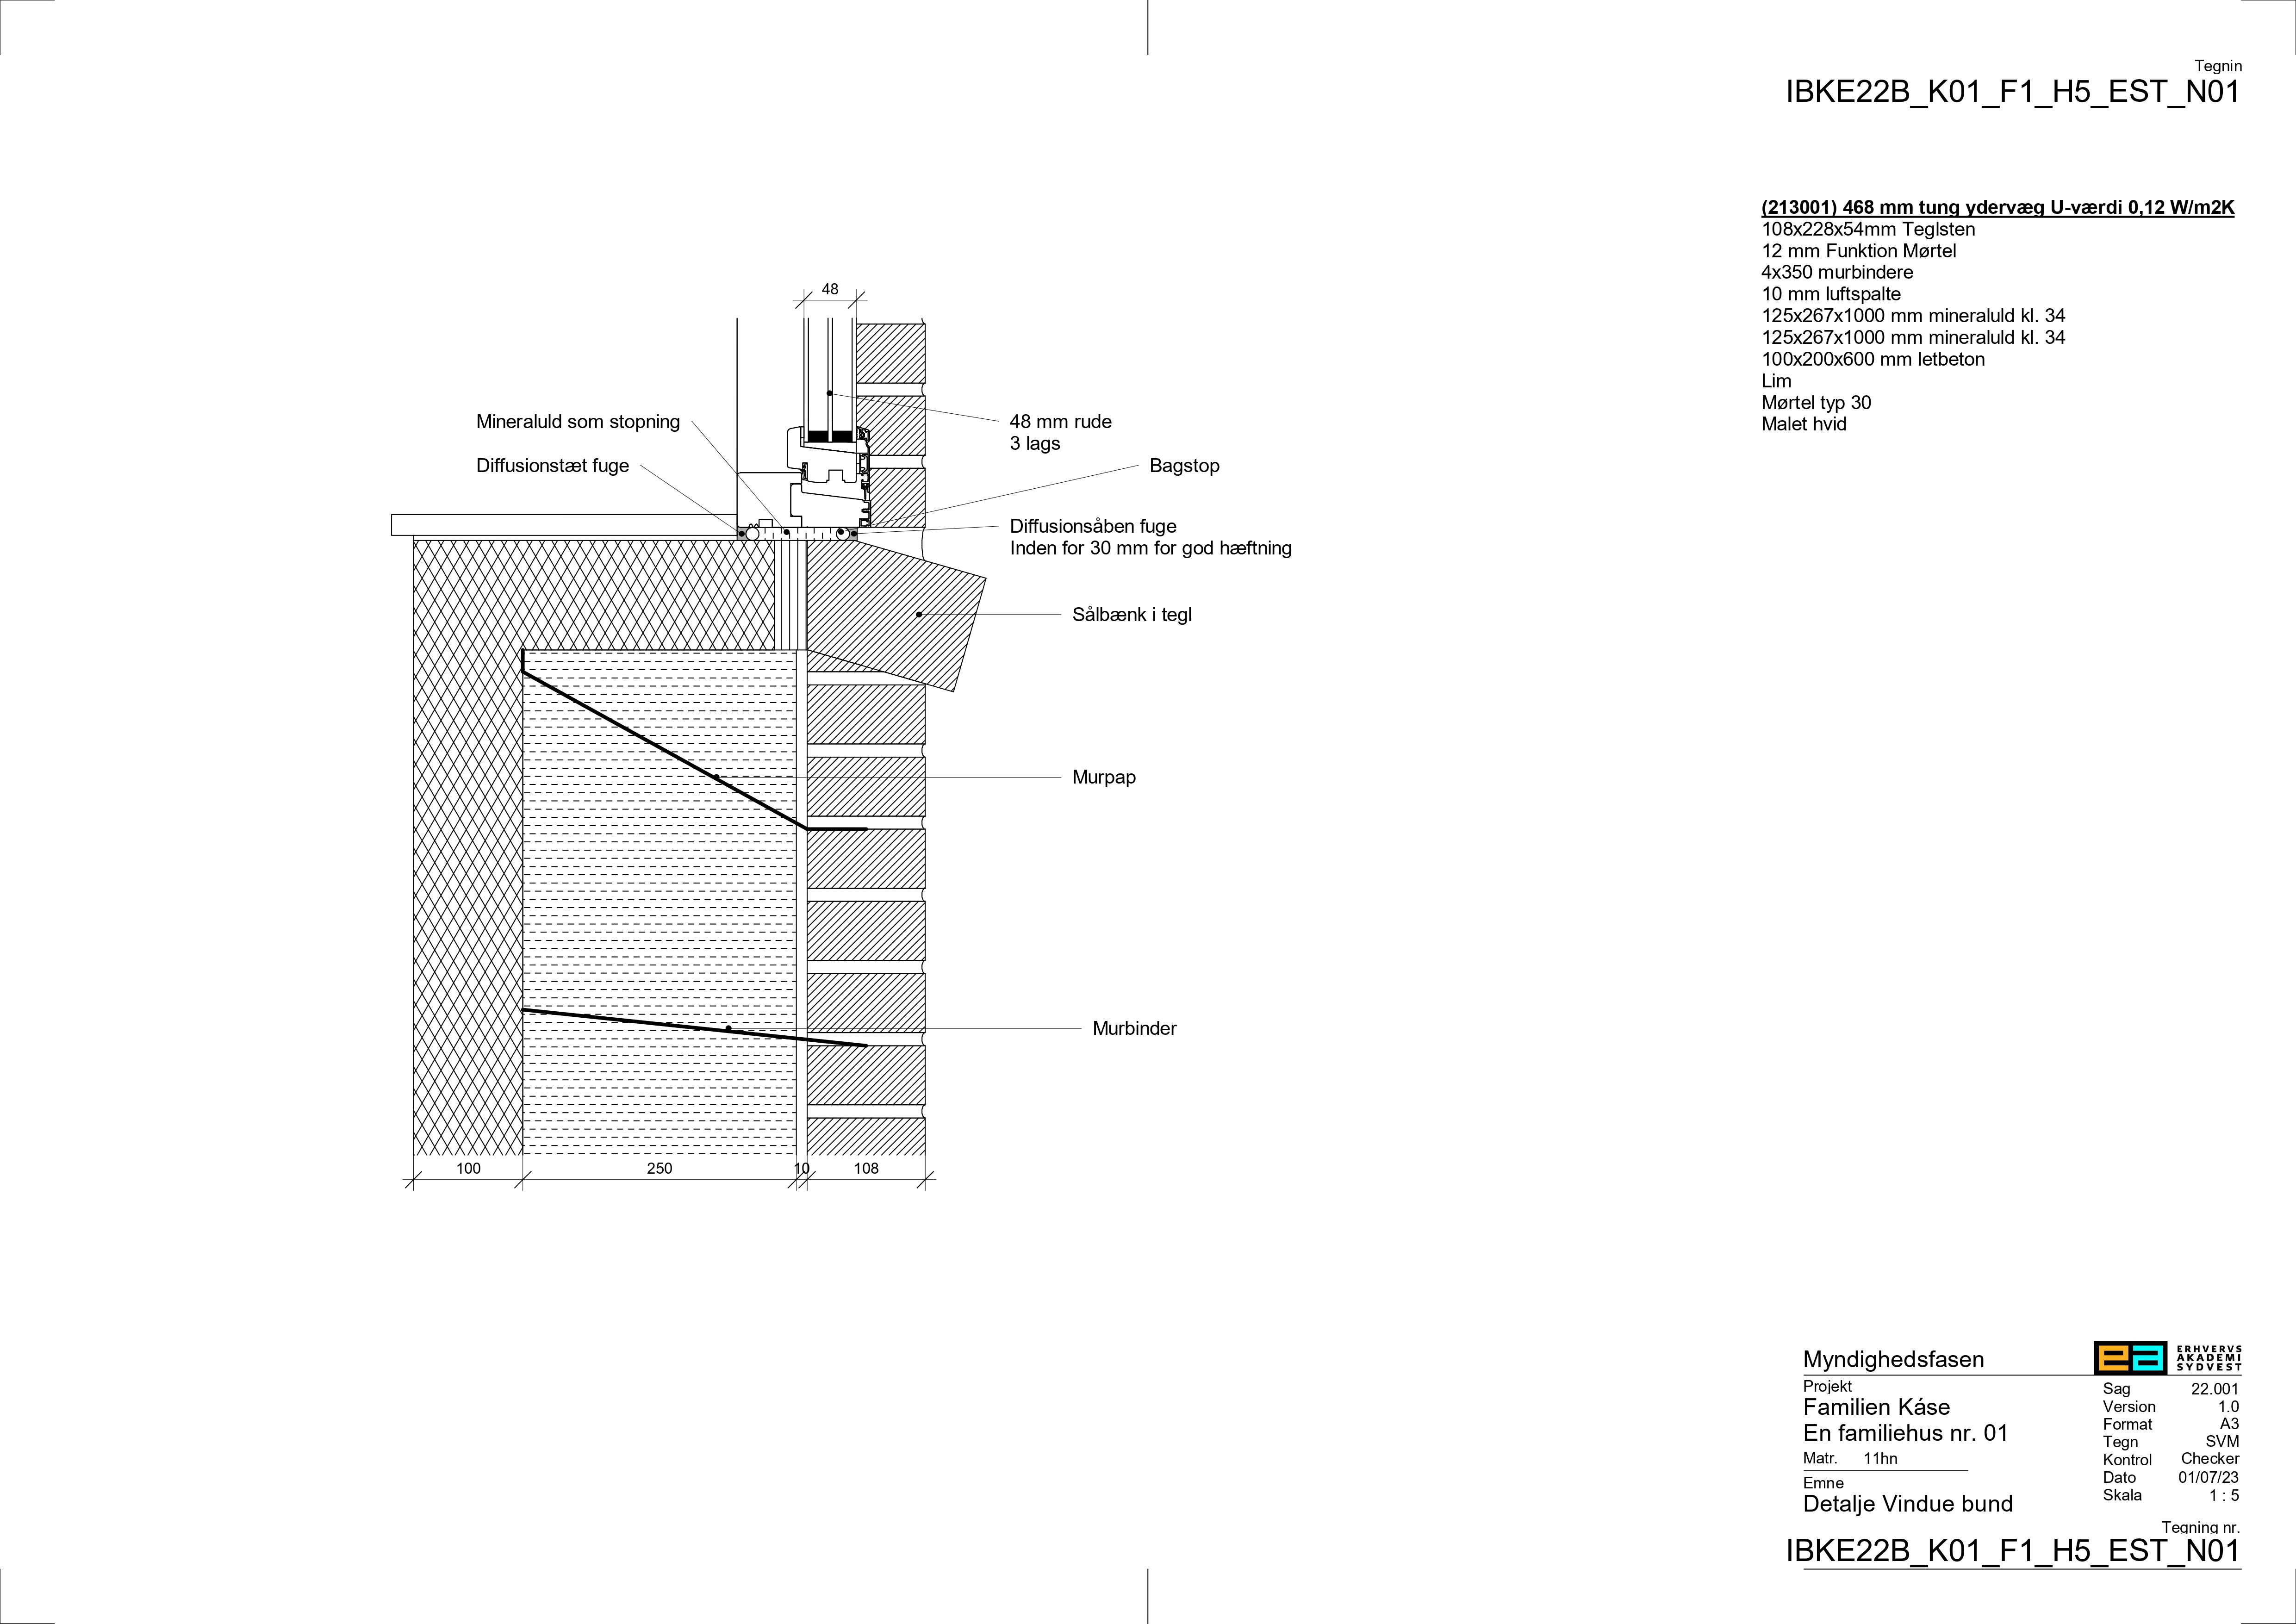 Tegnin
IBKE22B_K01_F1_H5_EST_N01
(213001) 468 mm tung ydervæg U-værdi 0,12 W/m2K
108x228x54mm Teglsten
12 mm Funktion Mørtel
4x350 murbindere
10 mm luftspalte
125x267x1000 mm mineraluld kl. 34
125x267x1000 mm mineraluld kl. 34
100x200x600 mm letbeton
Lim
Mørtel typ 30
Malet hvid
48
Mineraluld som stopning
Diffusionstæt fuge
48 mm rude
3 lags
Bagstop
Diffusionsåben fuge
Inden for 30 mm for god hæftning
Sålbænk i tegl
Murpap
Murbinder
100 250 10 108
Myndighedsfasen
ERHVERVS
AKADEMI
SYDVEST
Projekt
Familien Káse
En familiehus nr. 01
Matr. 11hn
Emne
Detalje Vindue bund
Sag 22.001
Version 1.0
Format A3
Tegn SVM
Kontrol Checker
Dato 01/07/23
Skala 1 : 5
Tegning nr.
IBKE22B_K01_F1_H5_EST_N01